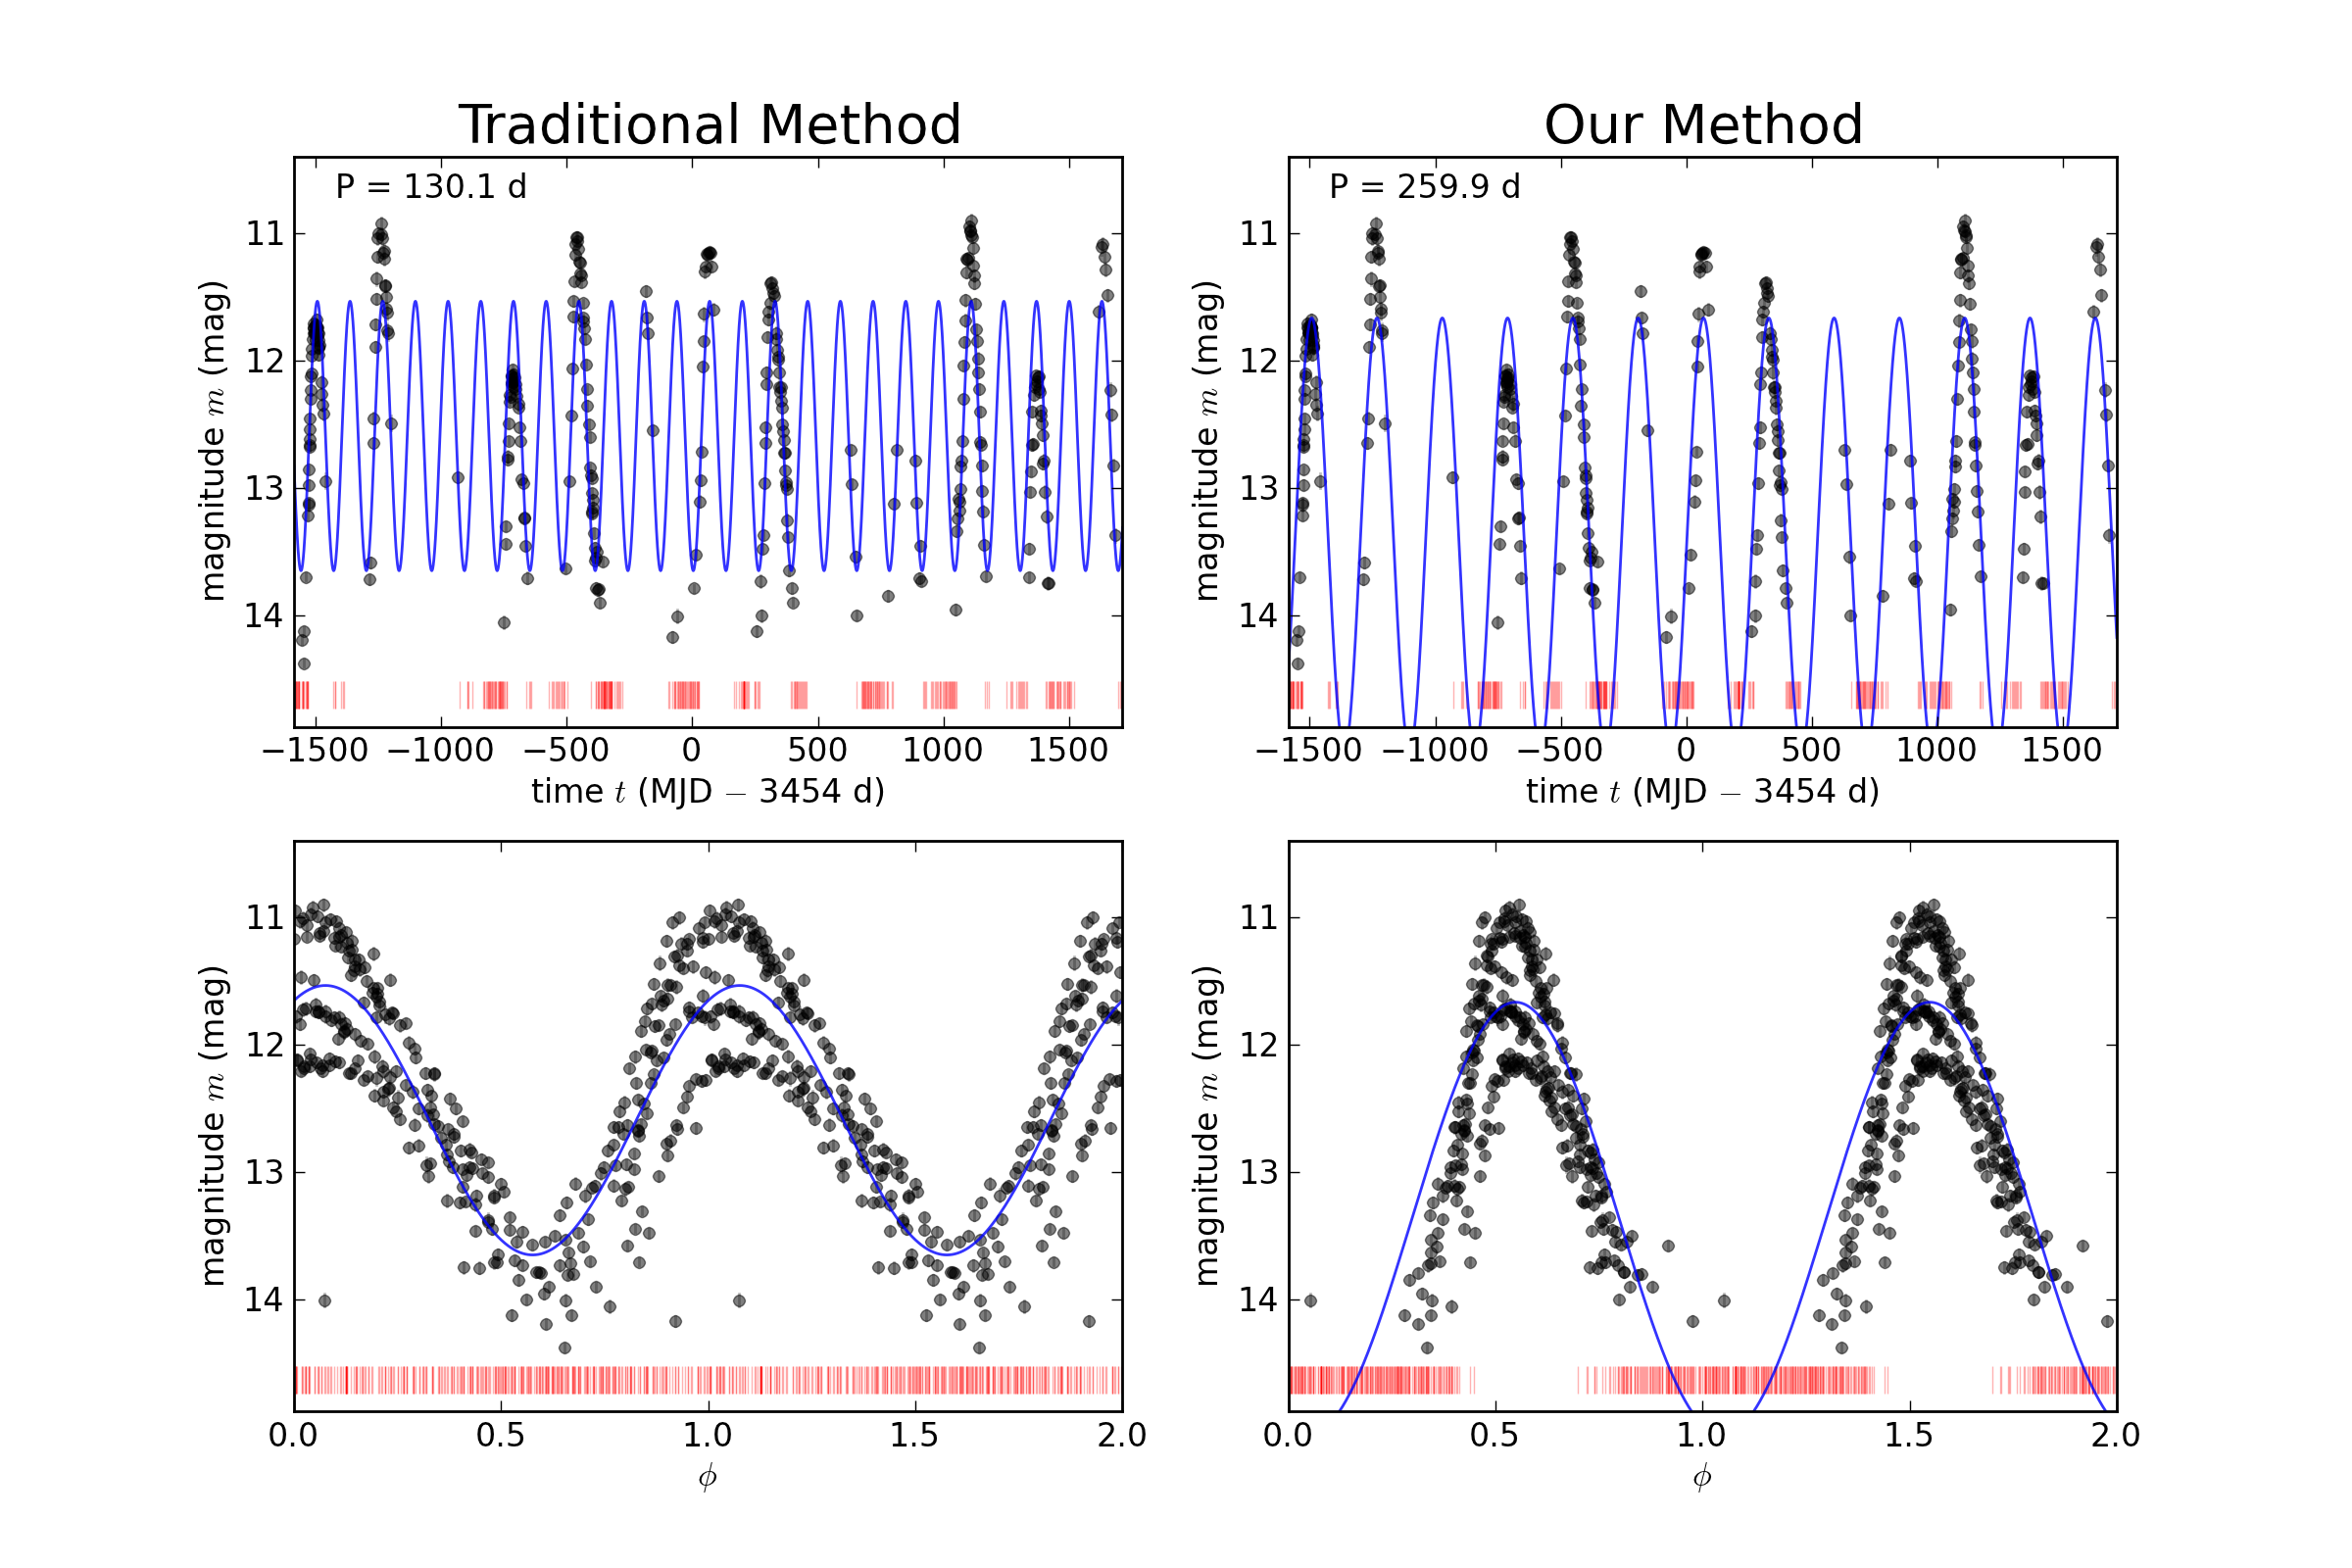 Traditional Method
Our Method
P = 130.1 d
P = 259.9 d
11
12
13
14
magnitude m (mag)
−1500 −1000 −500 0 500 1000 1500
time t (MJD − 3454 d)
11
12
13
14
magnitude m (mag)
−1500 −1000 −500 0 500 1000 1500
time t (MJD − 3454 d)
11
12
13
14
magnitude m (mag)
0.0 0.5 1.0 1.5 2.0
ϕ
11
12
13
14
magnitude m (mag)
0.0 0.5 1.0 1.5 2.0
ϕ